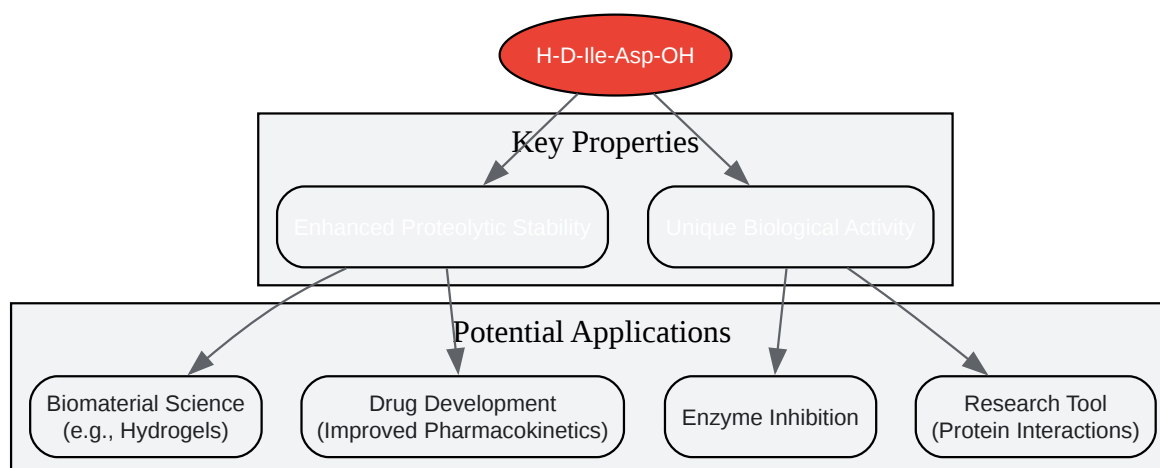 H-D-Ile-Asp-OH
Key Properties
Enhanced Proteolytic Stability
Unique Biological Activity
Potential Applications
Biomaterial Science
(e.g., Hydrogels)
Drug Development
(Improved Pharmacokinetics)
Enzyme Inhibition
Research Tool
(Protein Interactions)